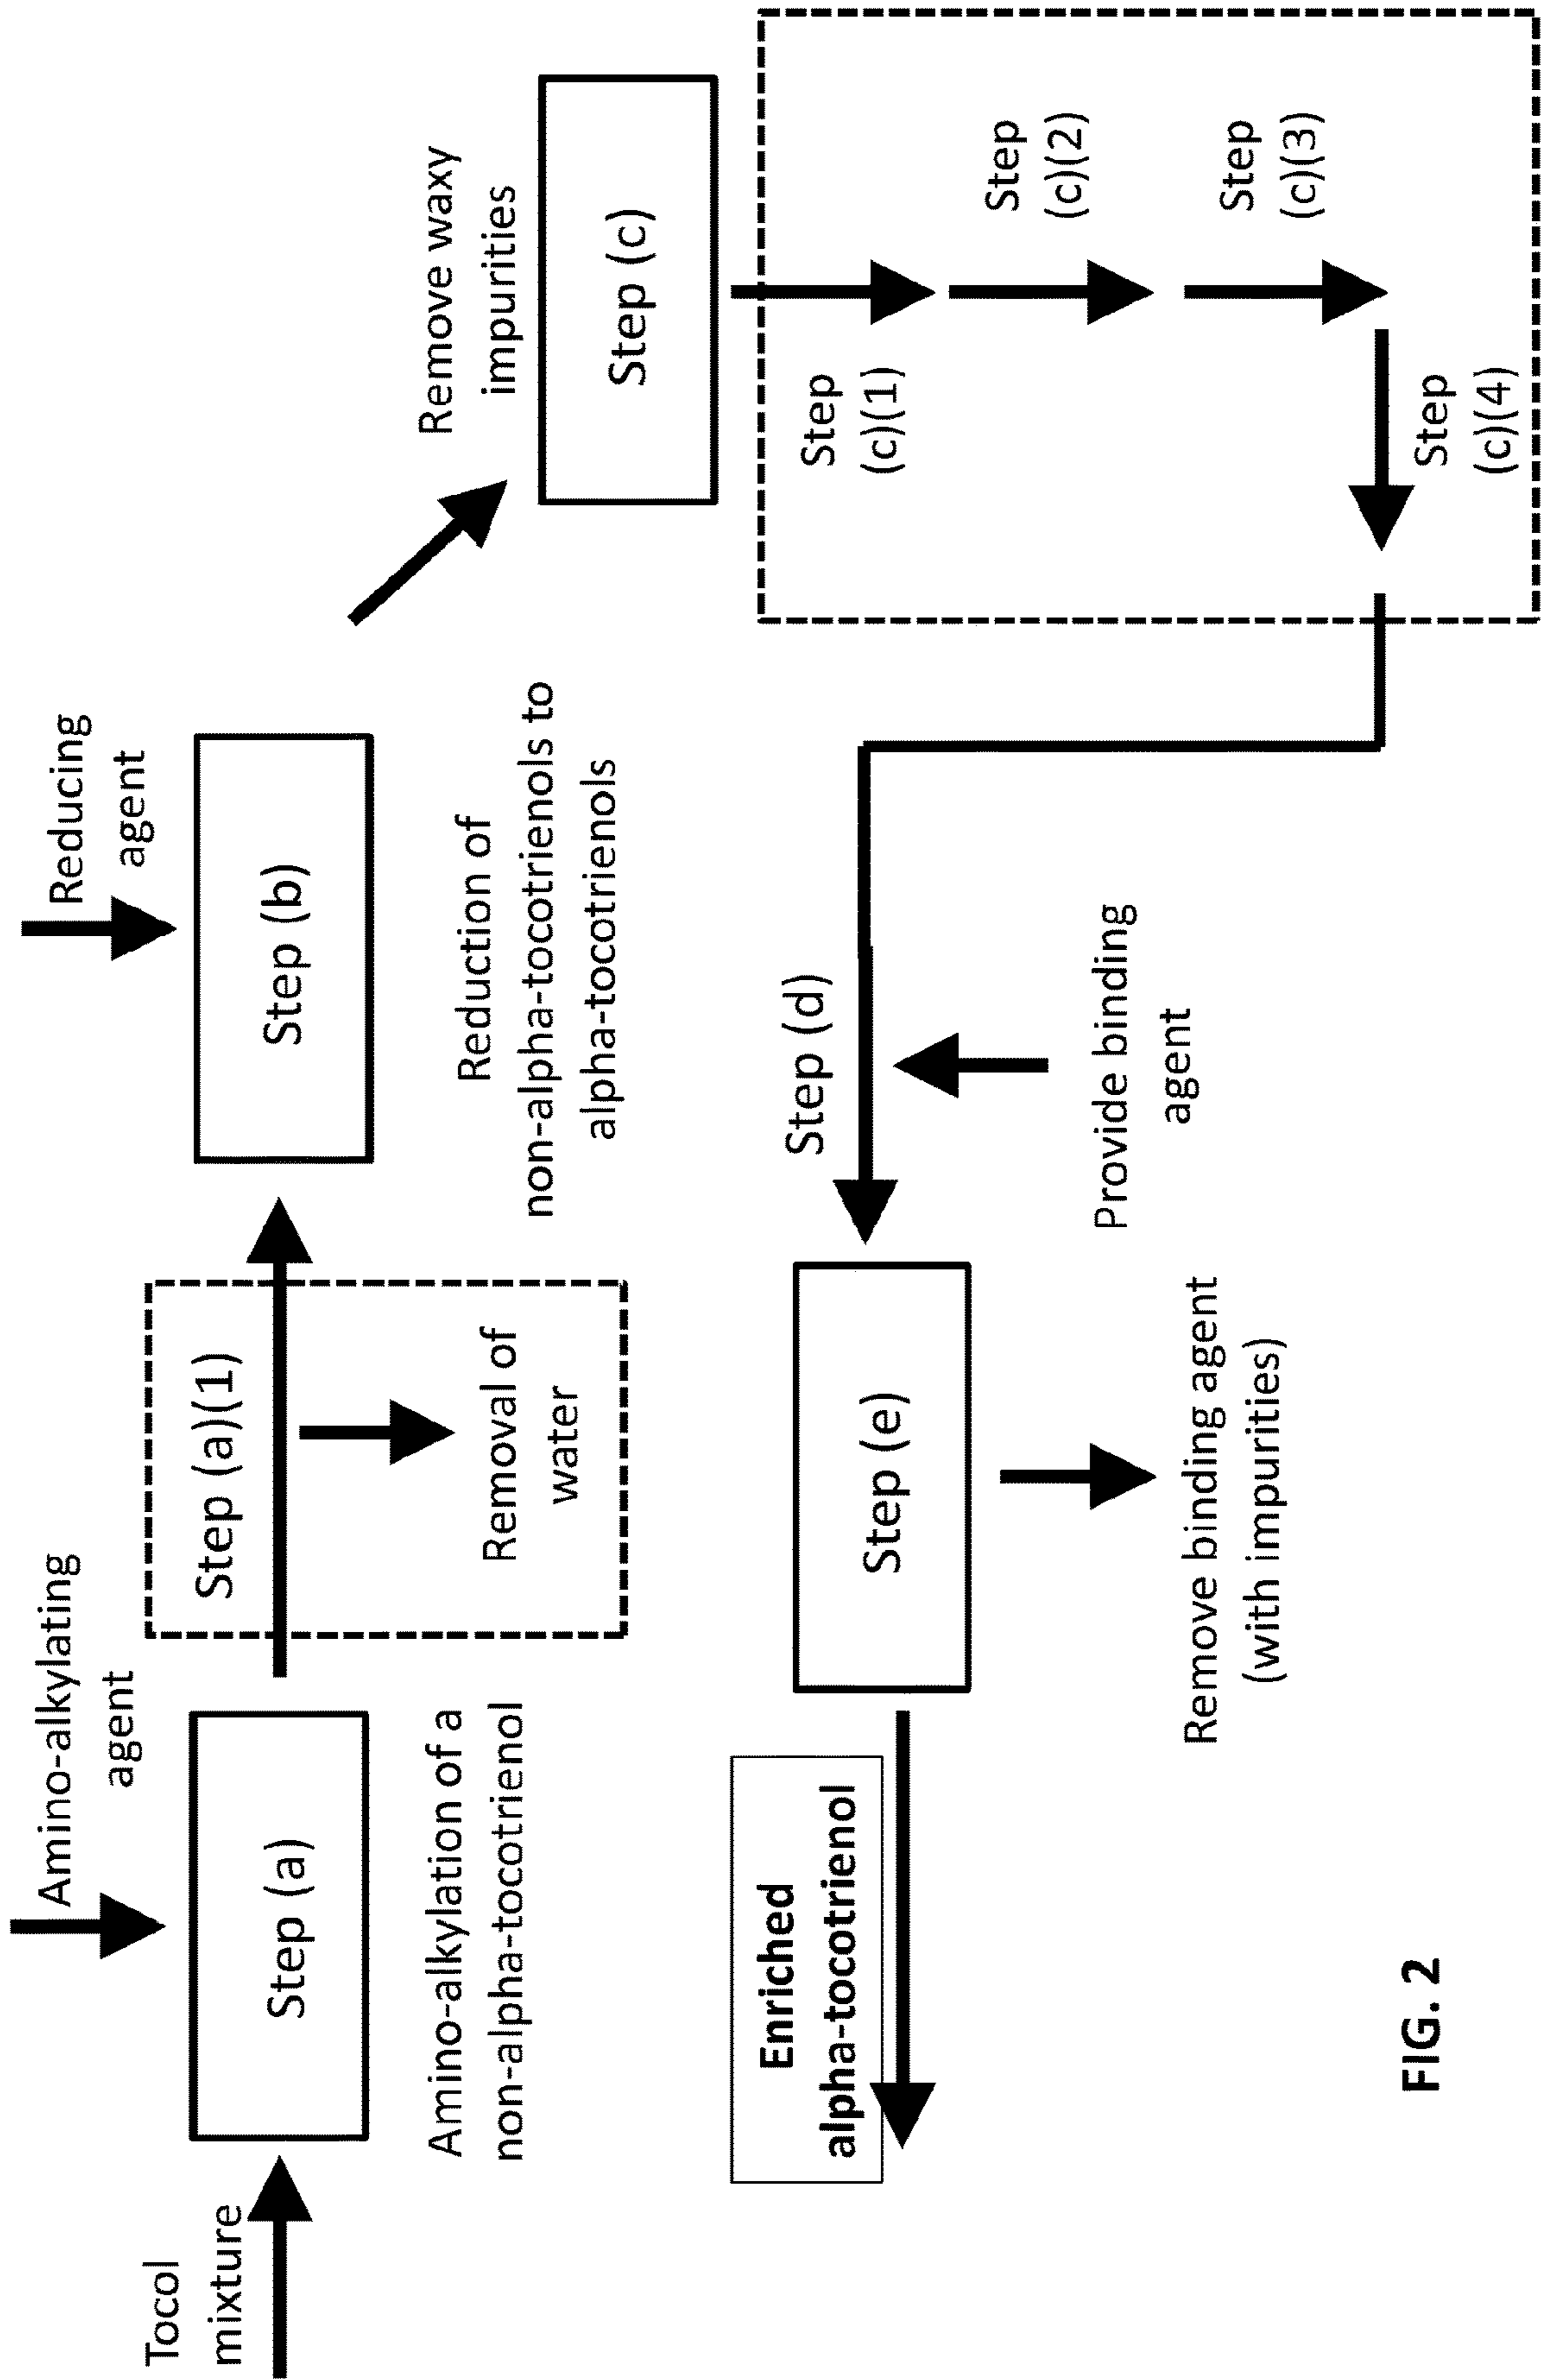 Tocol
mixture
Amino-alkylating
agent
Step (a)
Amino-alkylation of a
non-alpha-tocotrienol
Step (a)(1)
Removal of
water
Reducing
agent
Step (b)
Reduction of
non-alpha-tocotrienols to
alpha-tocotrienols
Remove waxy
impurities
Step (c)
Step
(c)(1)
Step
(c)(2)
Step
(c)(3)
Step
(c)(4)
Step (d)
Provide binding
agent
Step (e)
Remove binding agent
(with impurities)
Enriched
alpha-tocotrienol
FIG. 2